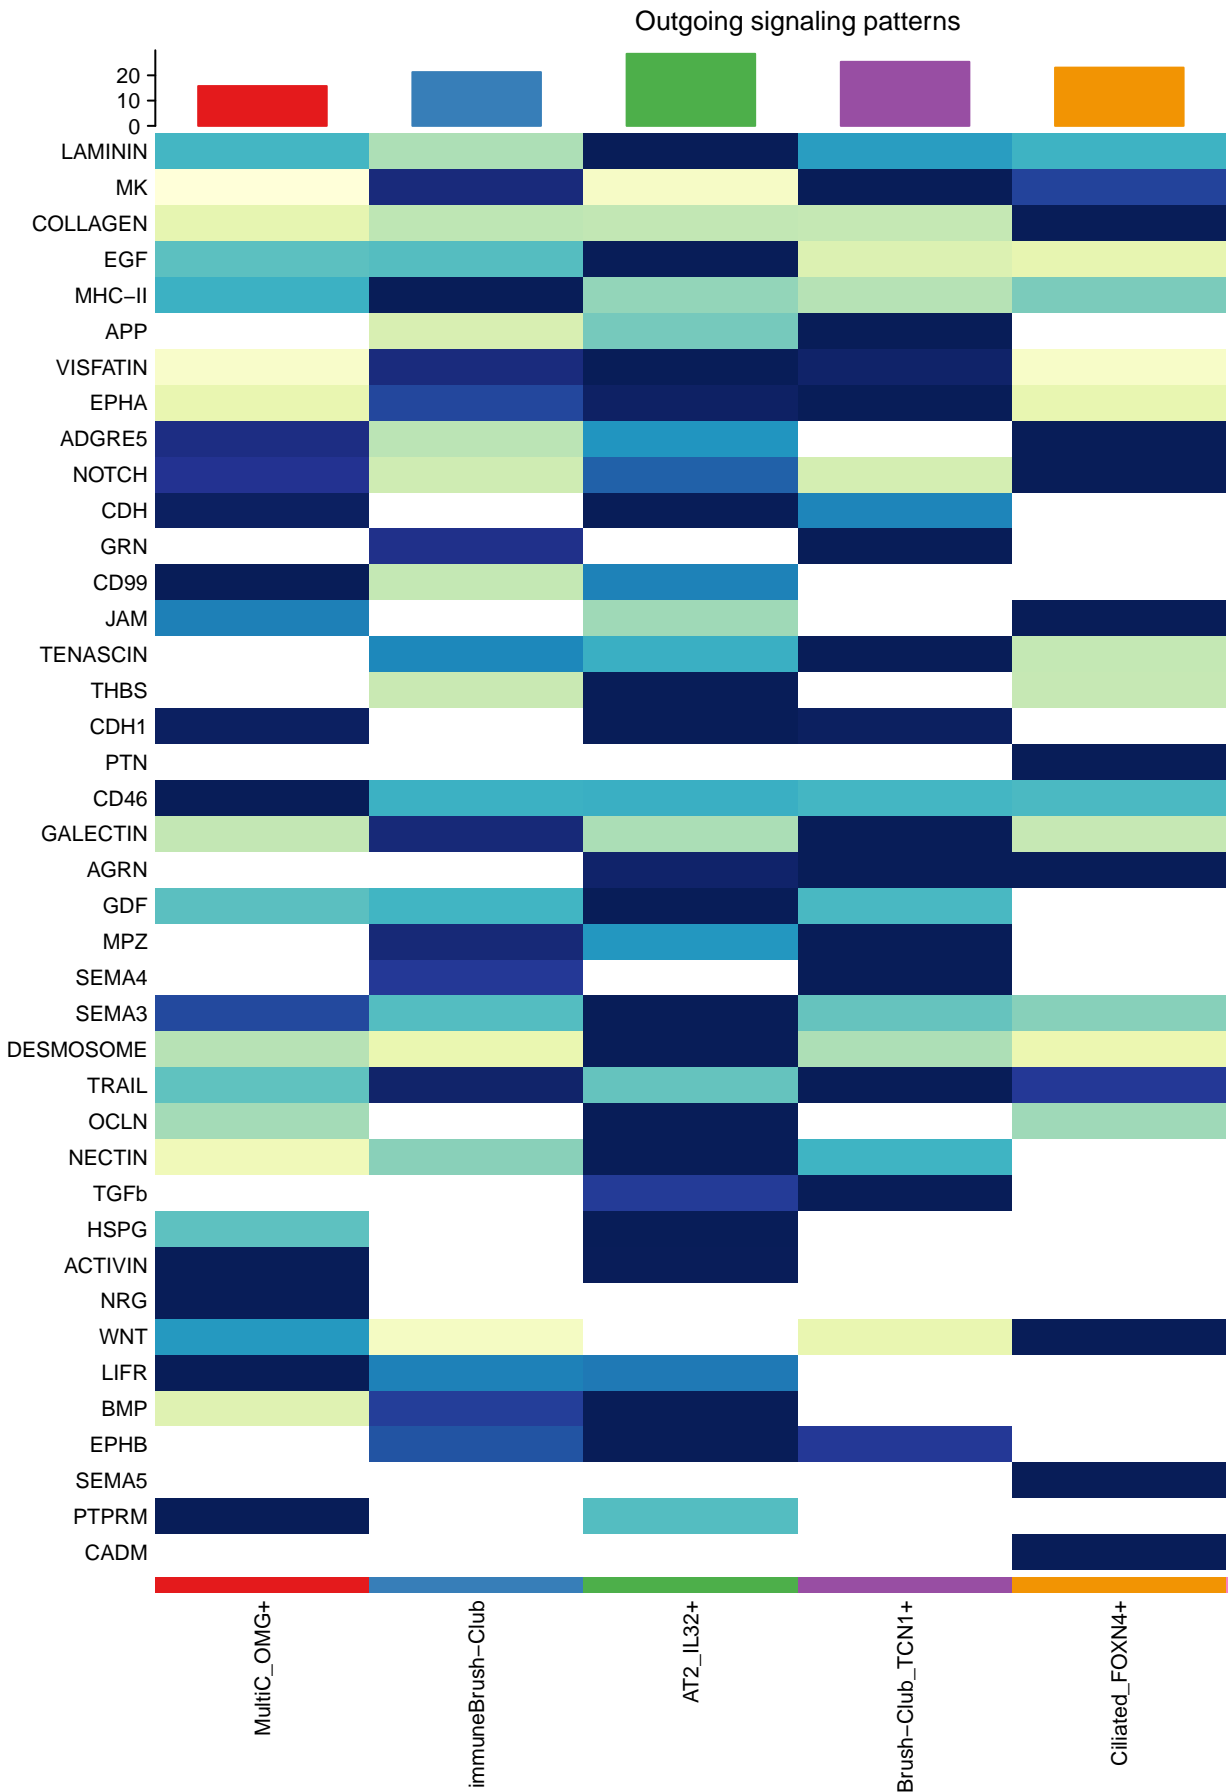 Outgoing signaling patterns
20
10
0
LAMININ
MK
COLLAGEN
EGF
MHC−II
APP
VISFATIN
EPHA
ADGRE5
NOTCH
CDH
GRN
CD99
JAM
TENASCIN
THBS
CDH1
PTN
CD46
GALECTIN
AGRN
GDF
MPZ
SEMA4
SEMA3
DESMOSOME
TRAIL
OCLN
NECTIN
TGFb
HSPG
ACTIVIN
NRG
WNT
LIFR
BMP
EPHB
SEMA5
PTPRM
CADM
MultiC_OMG+
immuneBrush−Club
AT2_IL32+
Brush−Club_TCN1+
Ciliated_FOXN4+